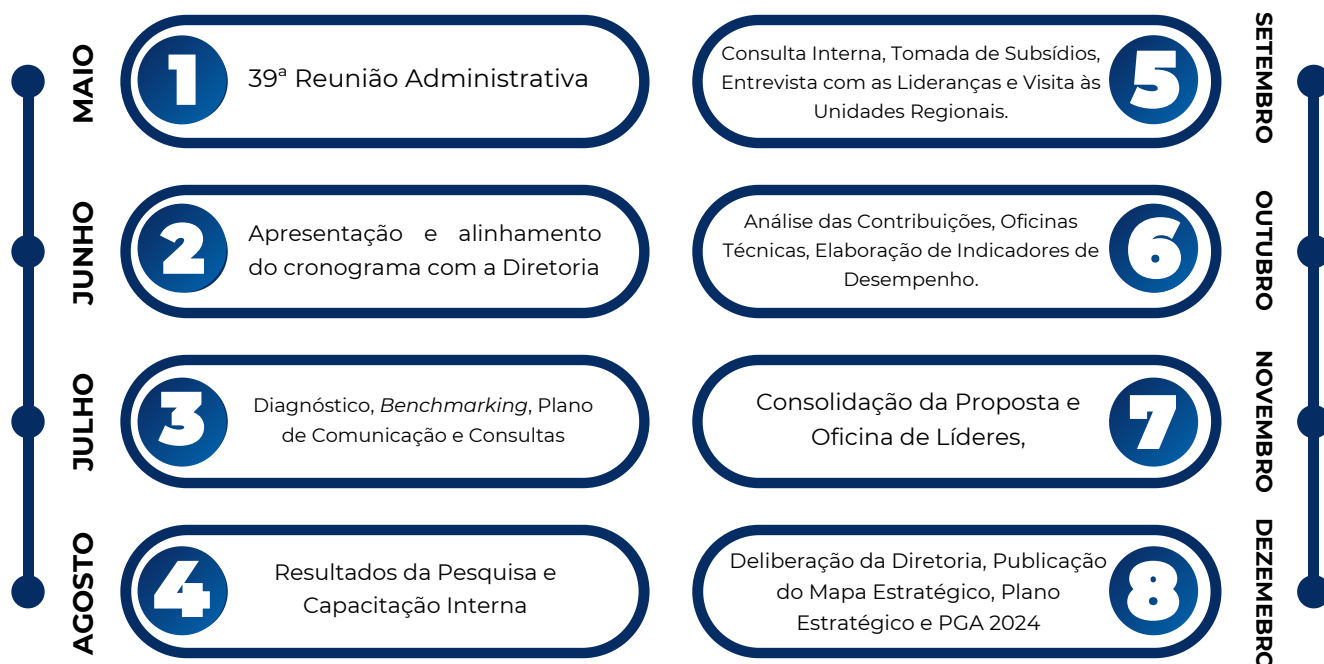 MAIO
1
39ª Reunião Administrativa
JUNHO
2
Apresentação e alinhamento
do cronograma com a Diretoria
JULHO
3
Diagnóstico, Benchmarking, Plano
de Comunicação e Consultas
AGOSTO
4
Resultados da Pesquisa e
Capacitação Interna
Consulta Interna, Tomada de Subsídios,
Entrevista com as Lideranças e Visita às
Unidades Regionais.
5
SETEMBRO
Análise das Contribuições, Oficinas
Técnicas, Elaboração de Indicadores de
Desempenho.
6
OUTUBRO
Consolidação da Proposta e
Oficina de Líderes,
7
NOVEMBRO
Deliberação da Diretoria, Publicação
do Mapa Estratégico, Plano
Estratégico e PGA 2024
8
DEZEMEBRO